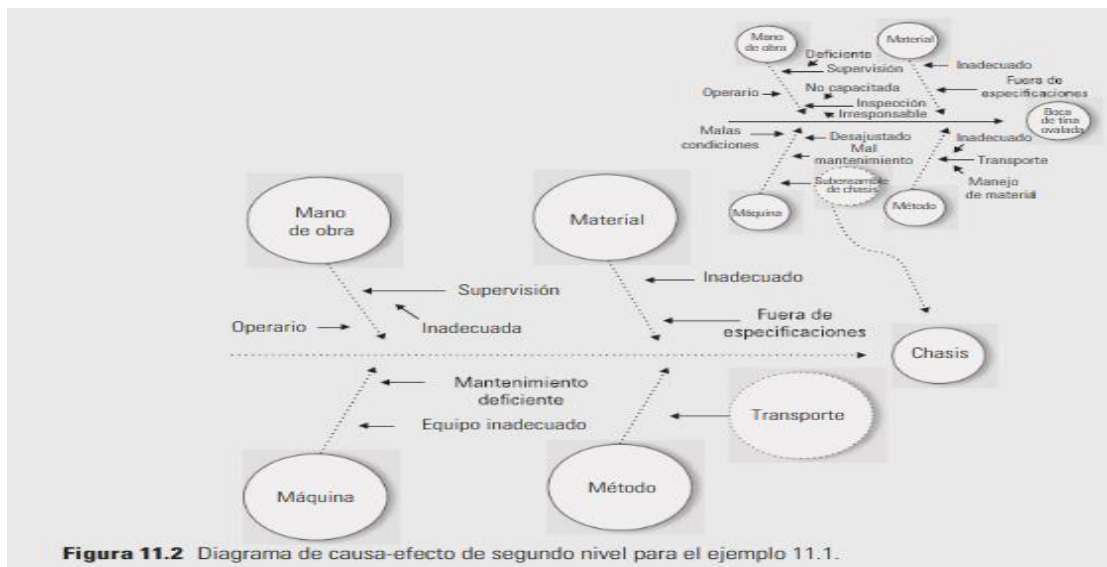 Mano
de obra
Material
Deficiente
Supervisión
Inadecuado
Operario
No capacitada
Fuera de
especificaciones
Inspección
Irresponsable
Boca
de tina
ovalada
Malas
condiciones
Desajustado
Mal
mantenimiento
Inadecuado
Transporte
Subensamble
de chasis
Manejo
de material
Máquina
Método
Mano
de obra
Material
Supervisión
Inadecuado
Operario
Inadecuada
Fuera de
especificaciones
Chasis
Mantenimiento
deficiente
Equipo inadecuado
Transporte
Máquina
Método
Figura 11.2 Diagrama de causa-efecto de segundo nivel para el ejemplo 11.1.